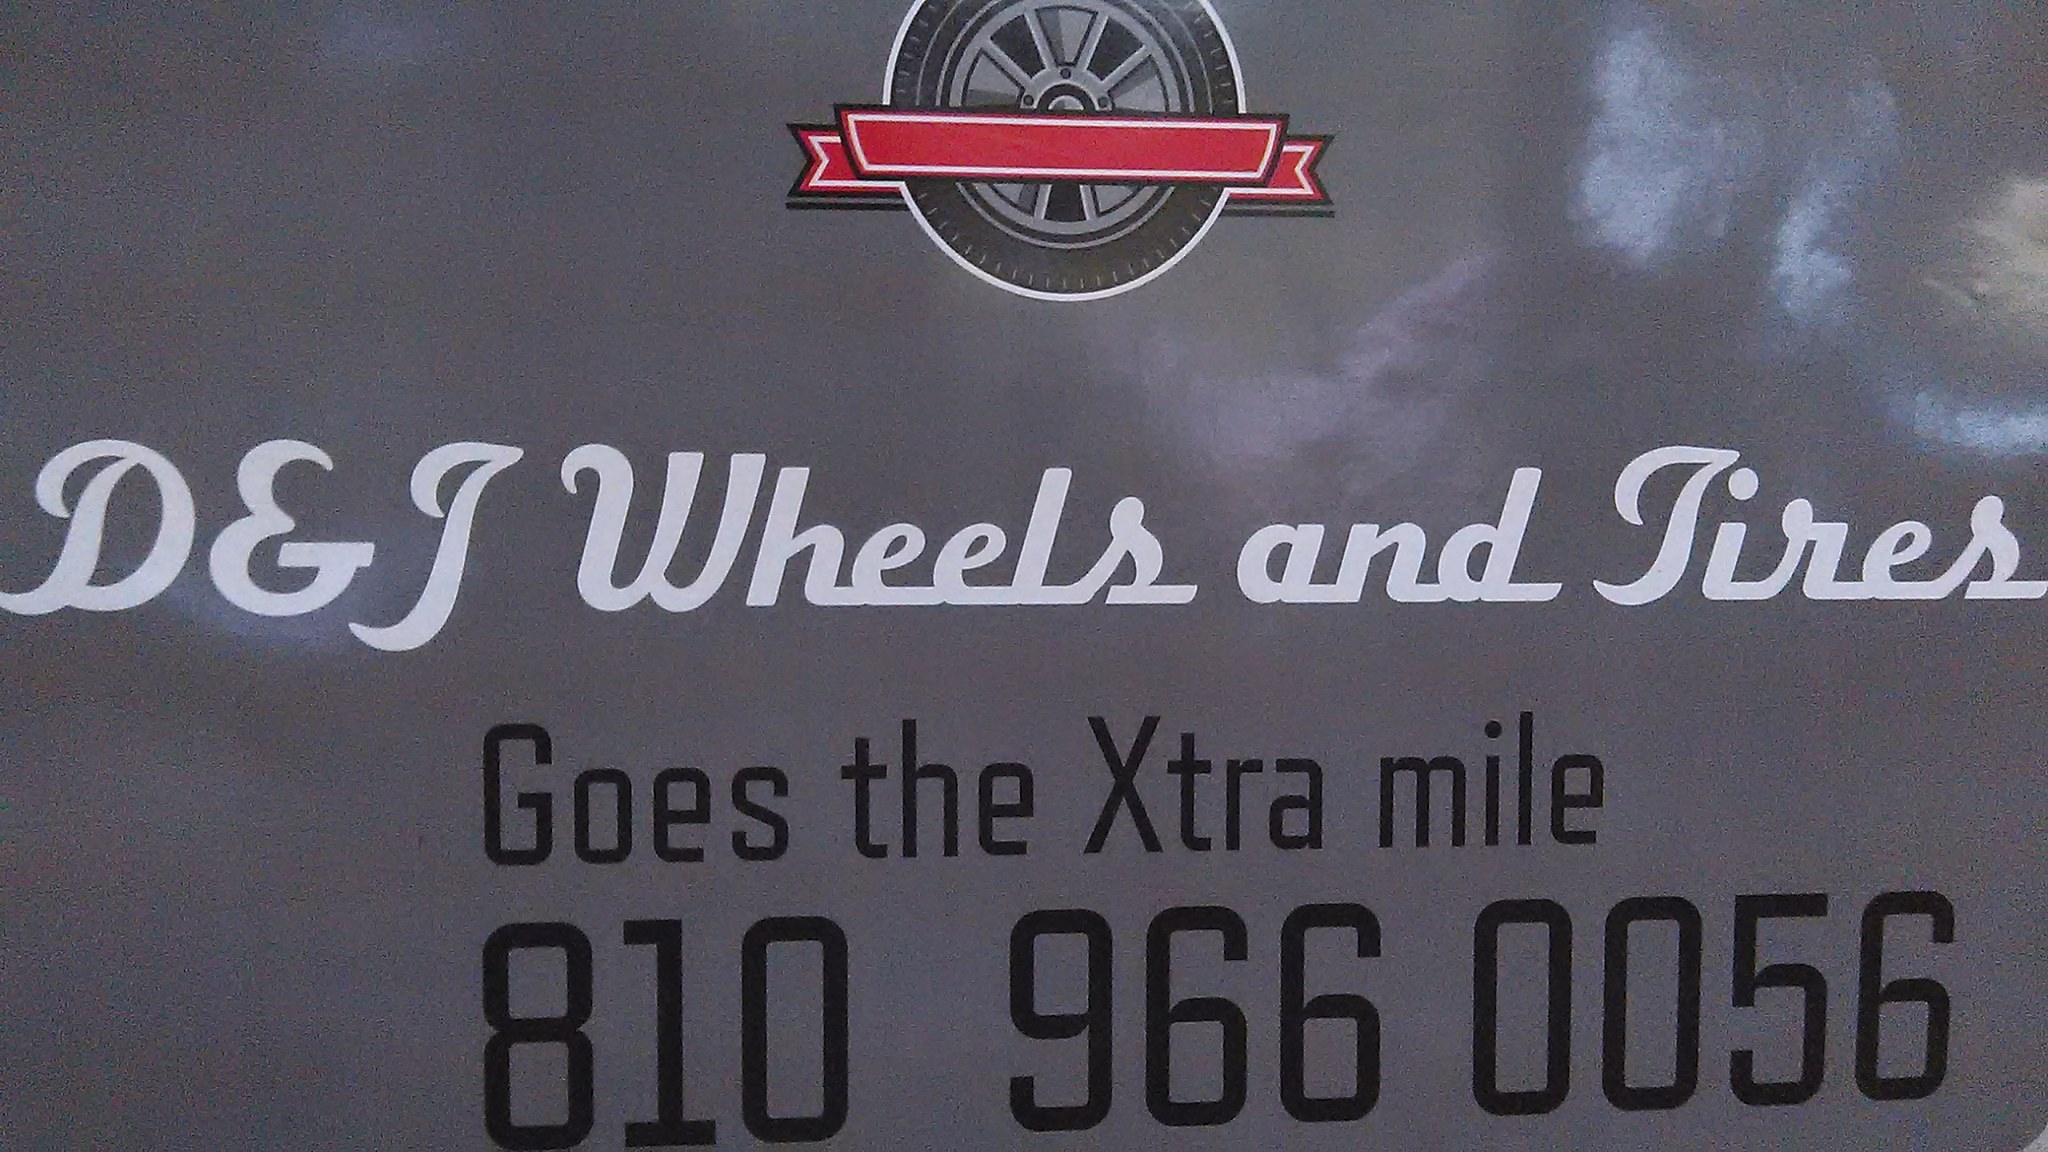 D&J Wheels and Tires
Goes the Xtra mile
810 966 0056